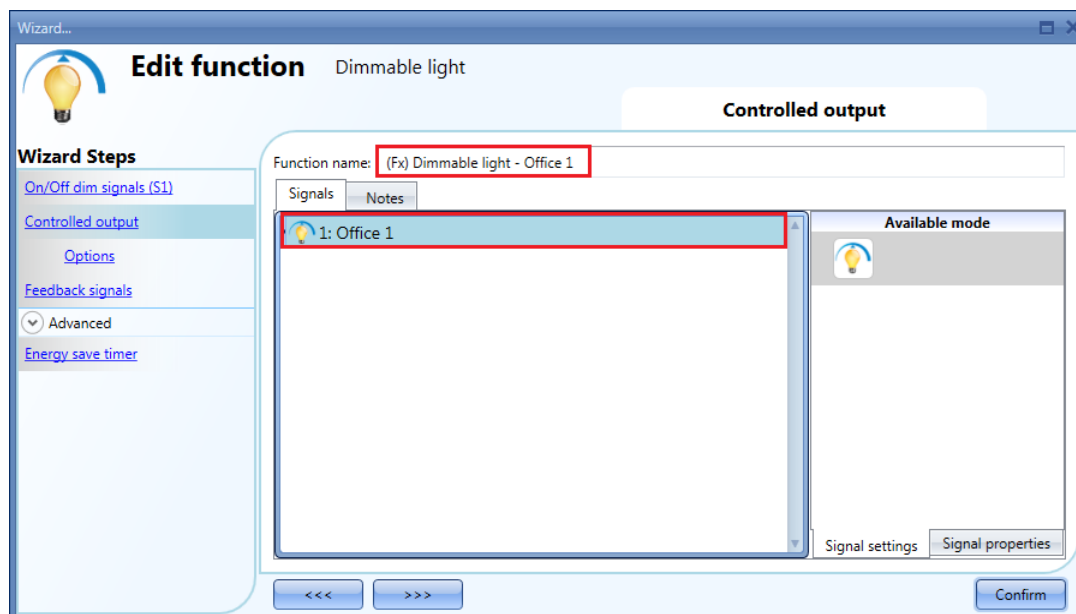 Wizard...
Edit function Dimmable light
Controlled output
Wizard Steps
On/Off dim signals (S1)
Controlled output
Options
Feedback signals
Advanced
Energy save timer
Function name: (Fx) Dimmable light - Office 1
Signals Notes
1: Office 1
Available mode
Signal settings Signal properties
<<< >>> Confirm